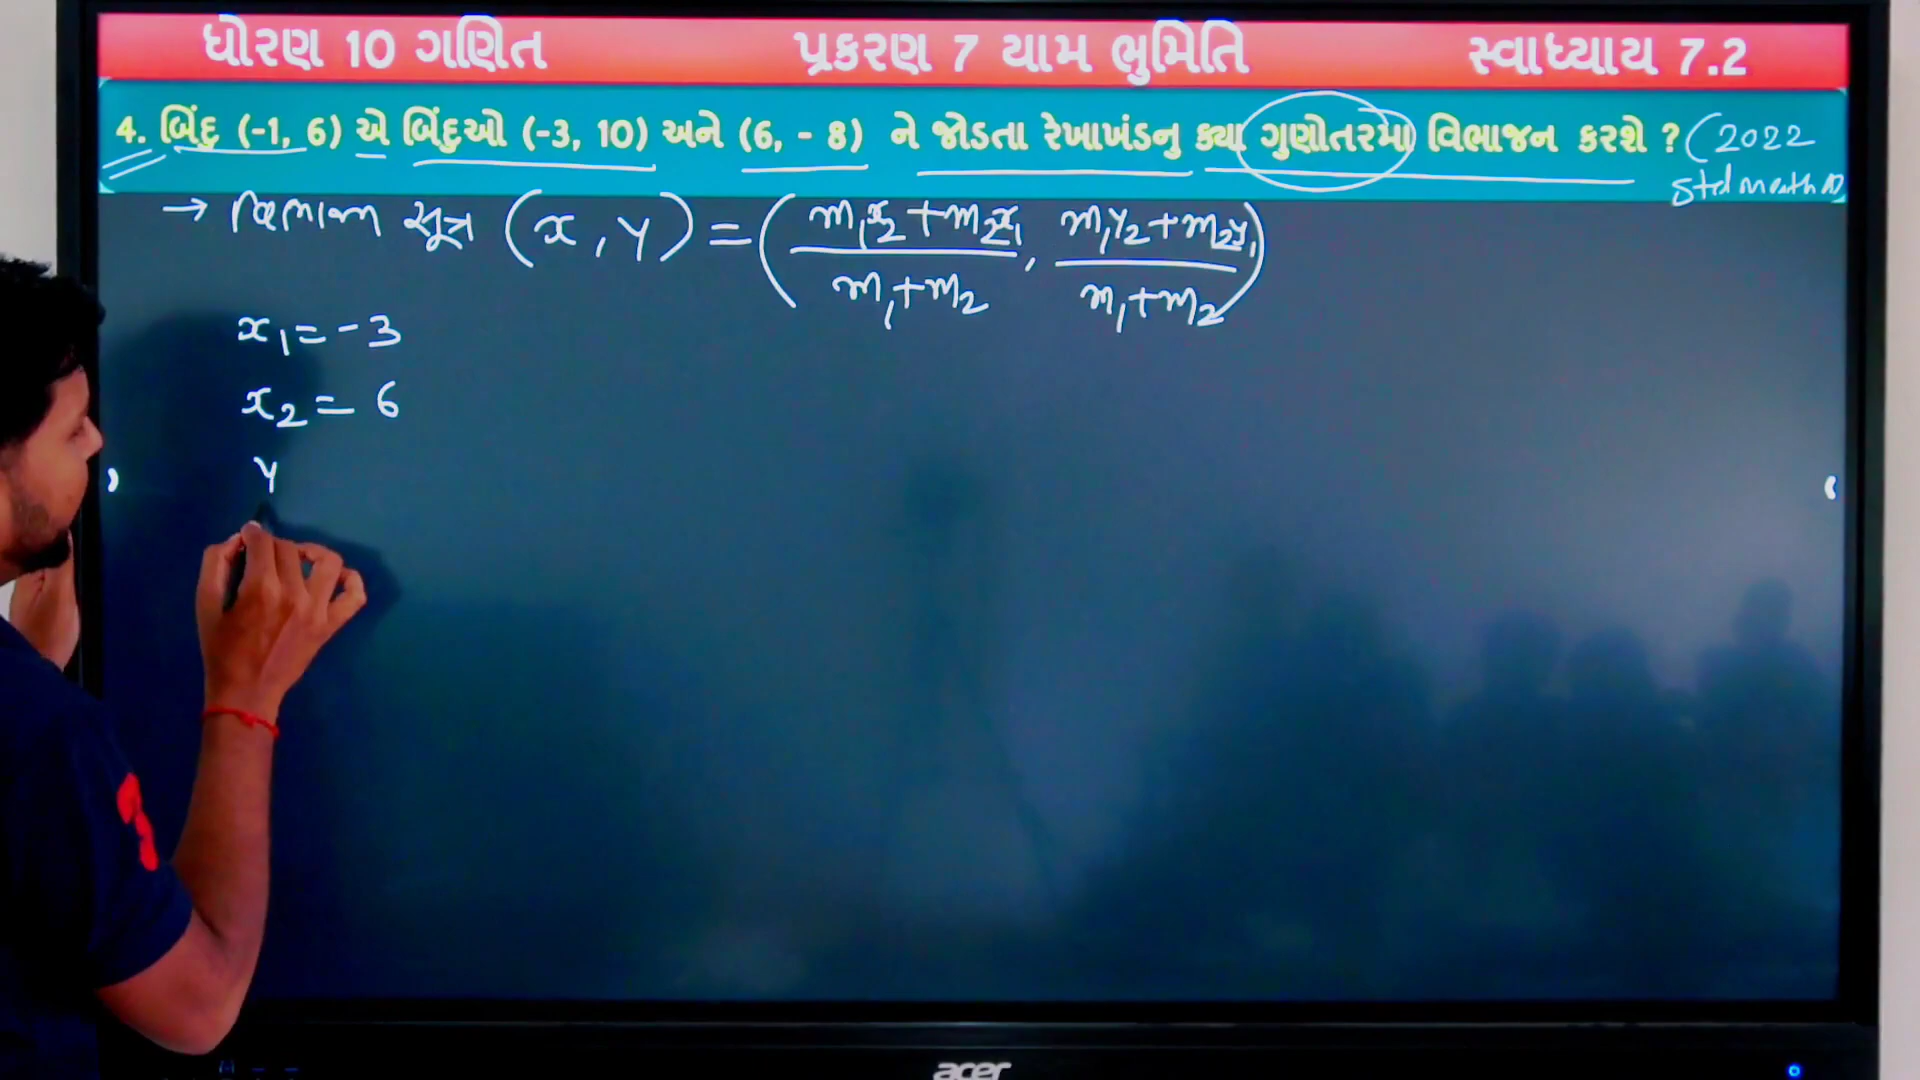 ધોરણ 10 ગણિત પ્રકરણ 7 યામ ભુમિતિ સ્વાધ્યાય 7.2
4. બિંદુ (-1, 6) એ બિંદુઓ (-3, 10) અને (6, - 8) ને જોડતા રેખાખંડનુ ક્યા ગુણોતરમા વિભાજન કરશે ? (2022
Std math
→ વિભાજન સૂત્ર (x, y) = ( m₁x₂+m₂x₁ / m₁+m₂ , m₁y₂+m₂y₁ / m₁+m₂ )
x₁ = -3
x₂ = 6
y
acer